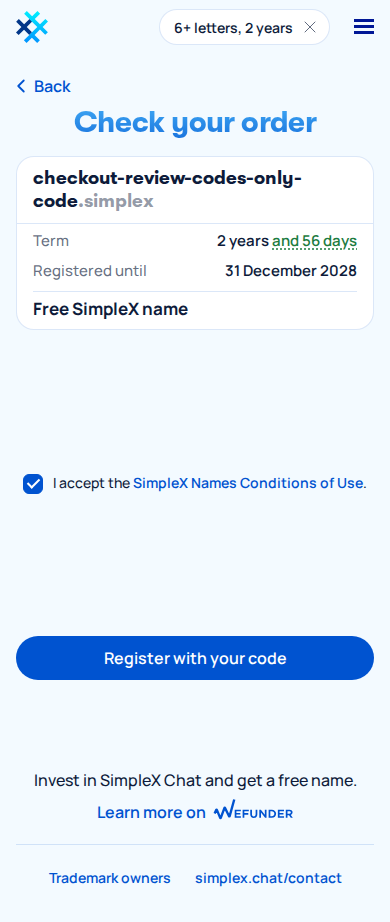 6+ letters, 2 years
Back
Check your order
checkout-review-codes-only-
code.simplex
Term 2 years and 56 days
Registered until 31 December 2028
Free SimpleX name
I accept the SimpleX Names Conditions of Use.
Register with your code
Invest in SimpleX Chat and get a free name.
Learn more on WEFUNDER
Trademark owners simplex.chat/contact